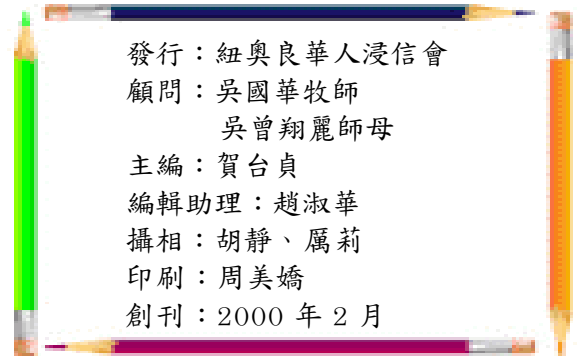 發行：紐奧良華人浸信會
顧問：吳國華牧師
吳曾翔麗師母
主編：賀台貞
編輯助理：趙淑華
攝相：胡靜、厲莉
印刷：周美嬌
創刊：2000 年 2 月